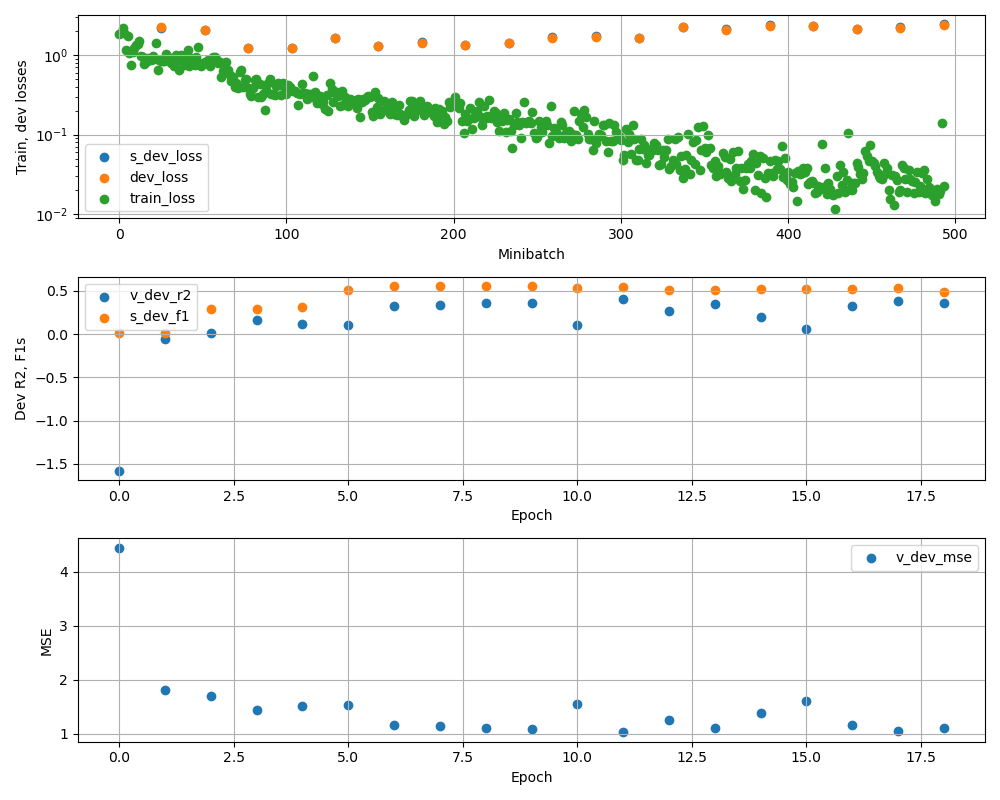 Train, dev losses
10⁰
10⁻¹
10⁻²
s_dev_loss
dev_loss
train_loss
0 100 200 300 400 500
Minibatch
Dev R2, F1s
0.5
0.0
−0.5
−1.0
−1.5
v_dev_r2
s_dev_f1
0.0 2.5 5.0 7.5 10.0 12.5 15.0 17.5
Epoch
MSE
4
3
2
1
v_dev_mse
0.0 2.5 5.0 7.5 10.0 12.5 15.0 17.5
Epoch